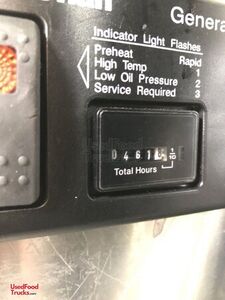 Genera
Indicator Light Flashes
Preheat Rapid
High Temp 1
Low Oil Pressure 2
Service Required 3
1/10
Total Hours
UsedFood
Trucks.com